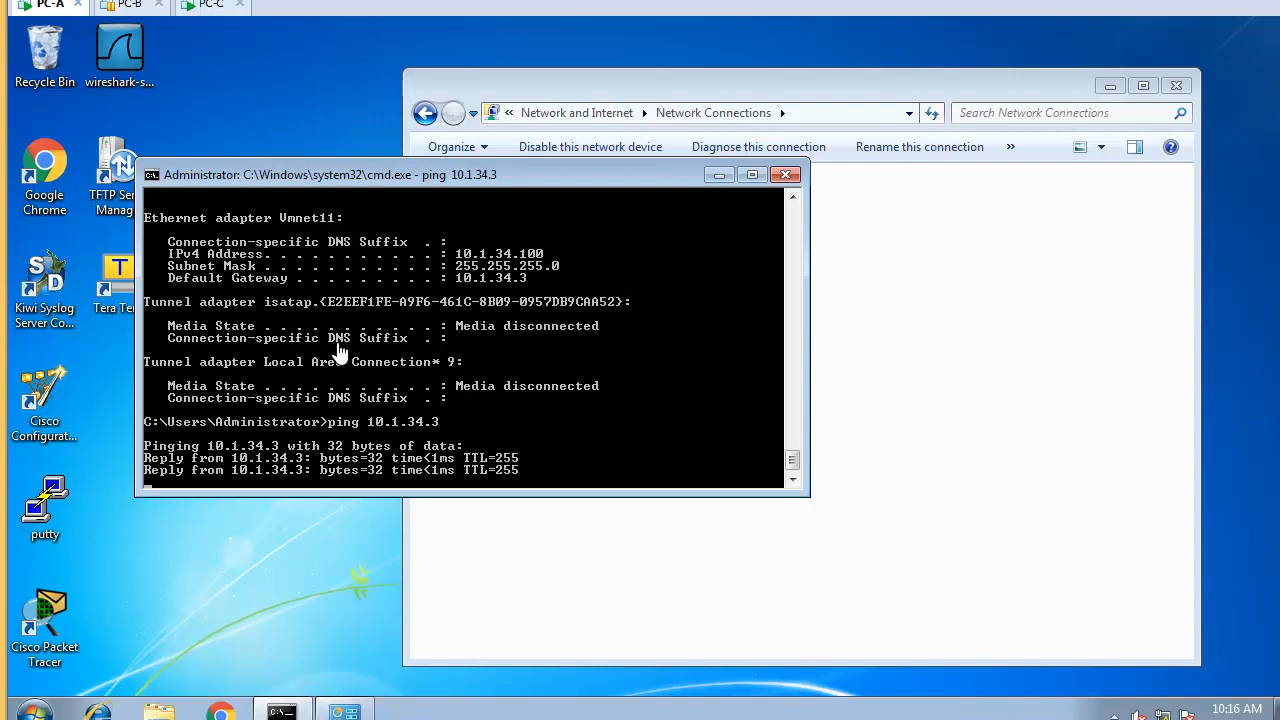 PC-A
PC-B
PC-C
Recycle Bin
wireshark-s...
Network and Internet
Network Connections
Search Network Connections
Organize
Disable this network device
Diagnose this connection
Rename this connection
»
Google
Chrome
TFTP Ser
Manag
Kiwi Syslog
Server Co...
Tera Ter
Cisco
Configurat...
putty
Cisco Packet
Tracer
Administrator: C:\Windows\system32\cmd.exe - ping 10.1.34.3
Ethernet adapter Vmnet11:
Connection-specific DNS Suffix . :
IPv4 Address. . . . . . . . . . . : 10.1.34.100
Subnet Mask . . . . . . . . . . . : 255.255.255.0
Default Gateway . . . . . . . . . : 10.1.34.3
Tunnel adapter isatap.{E2EEF1FE-A9F6-461C-8B09-0957DB9CAA52}:
Media State . . . . . . . . . . . : Media disconnected
Connection-specific DNS Suffix . :
Tunnel adapter Local Area Connection* 9:
Media State . . . . . . . . . . . : Media disconnected
Connection-specific DNS Suffix . :
C:\Users\Administrator>ping 10.1.34.3
Pinging 10.1.34.3 with 32 bytes of data:
Reply from 10.1.34.3: bytes=32 time<1ms TTL=255
Reply from 10.1.34.3: bytes=32 time<1ms TTL=255
10:16 AM